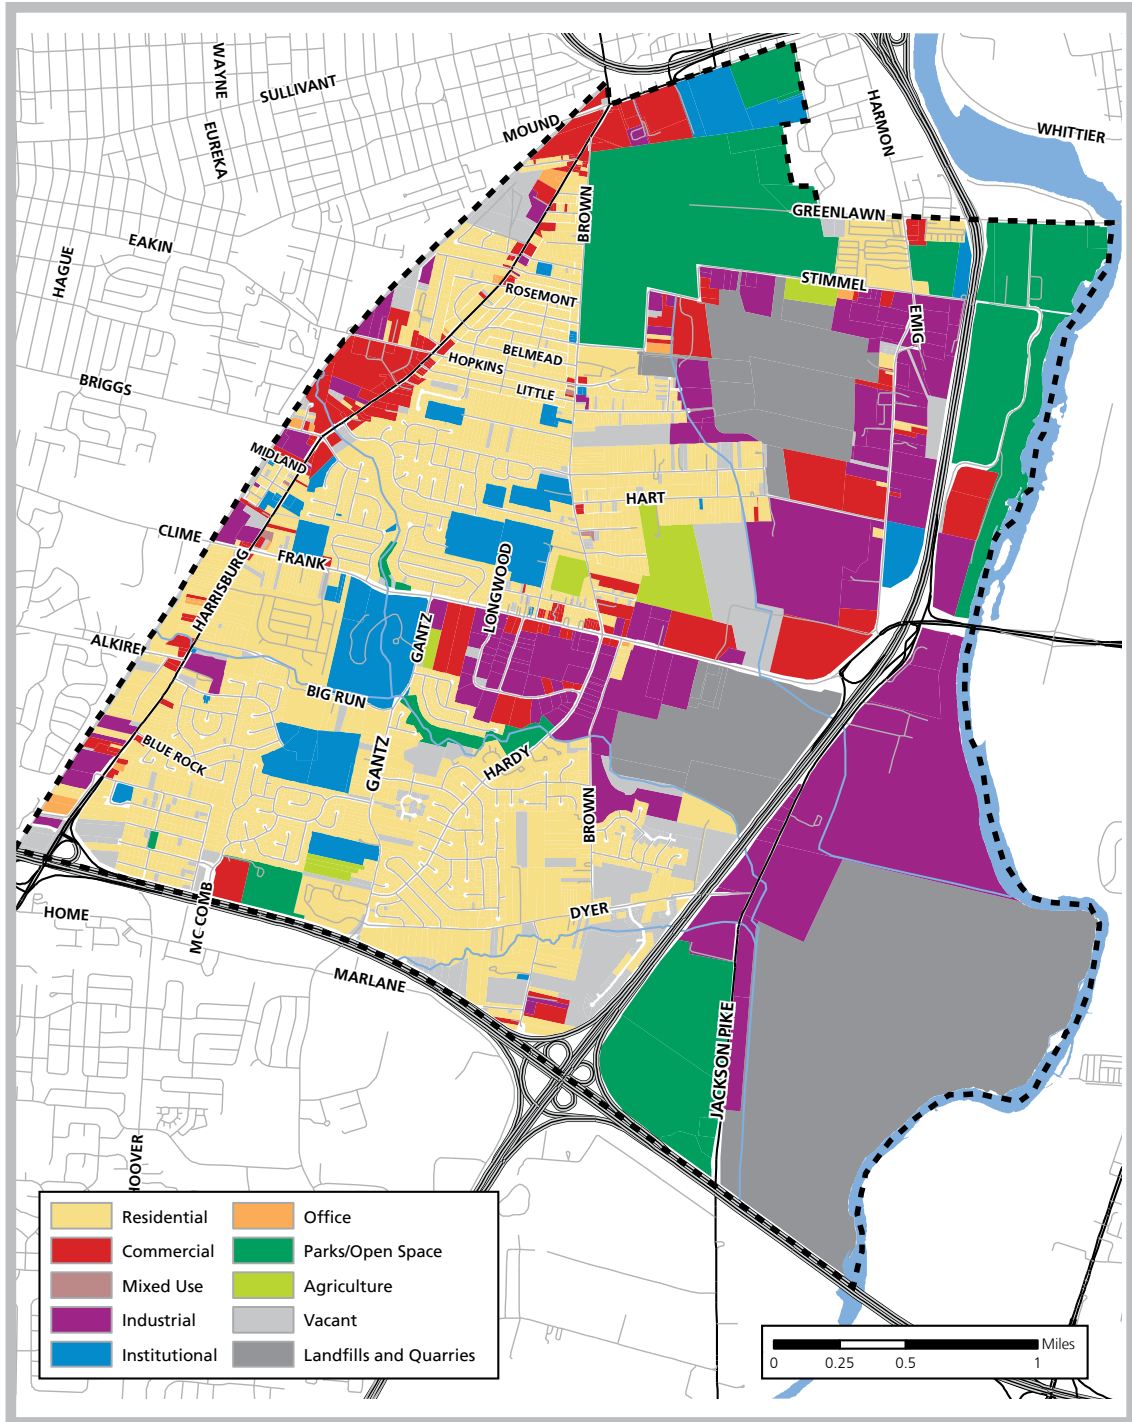 WAYNE
SULLIVANT
EUREKA
MOUND
HARMON
WHITTIER
BROWN
GREENLAWN
EAKIN
HAGUE
STIMMEL
ROSEMONT
EMIG
BELMEAD
HOPKINS
LITTLE
BRIGGS
MIDLAND
HART
CLIME
FRANK
HARRISBURG
LONGWOOD
GANTZ
ALKIRE
BIG RUN
BLUE ROCK
GANTZ
HARDY
BROWN
MC COMB
HOME
DYER
MARLANE
JACKSON PIKE
HOOVER
Residential
Office
Commercial
Parks/Open Space
Mixed Use
Agriculture
Industrial
Vacant
Institutional
Landfills and Quarries
Miles
0 0.25 0.5 1